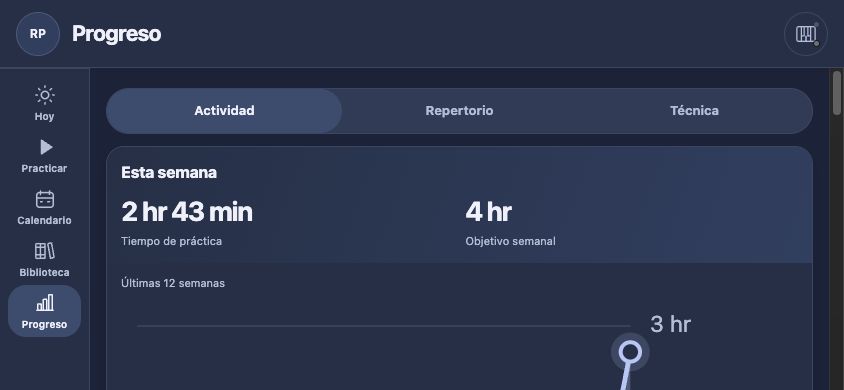 RP
Progreso
Hoy
Practicar
Calendario
Biblioteca
Progreso
Actividad
Repertorio
Técnica
Esta semana
2 hr 43 min
4 hr
Tiempo de práctica
Objetivo semanal
Últimas 12 semanas
3 hr